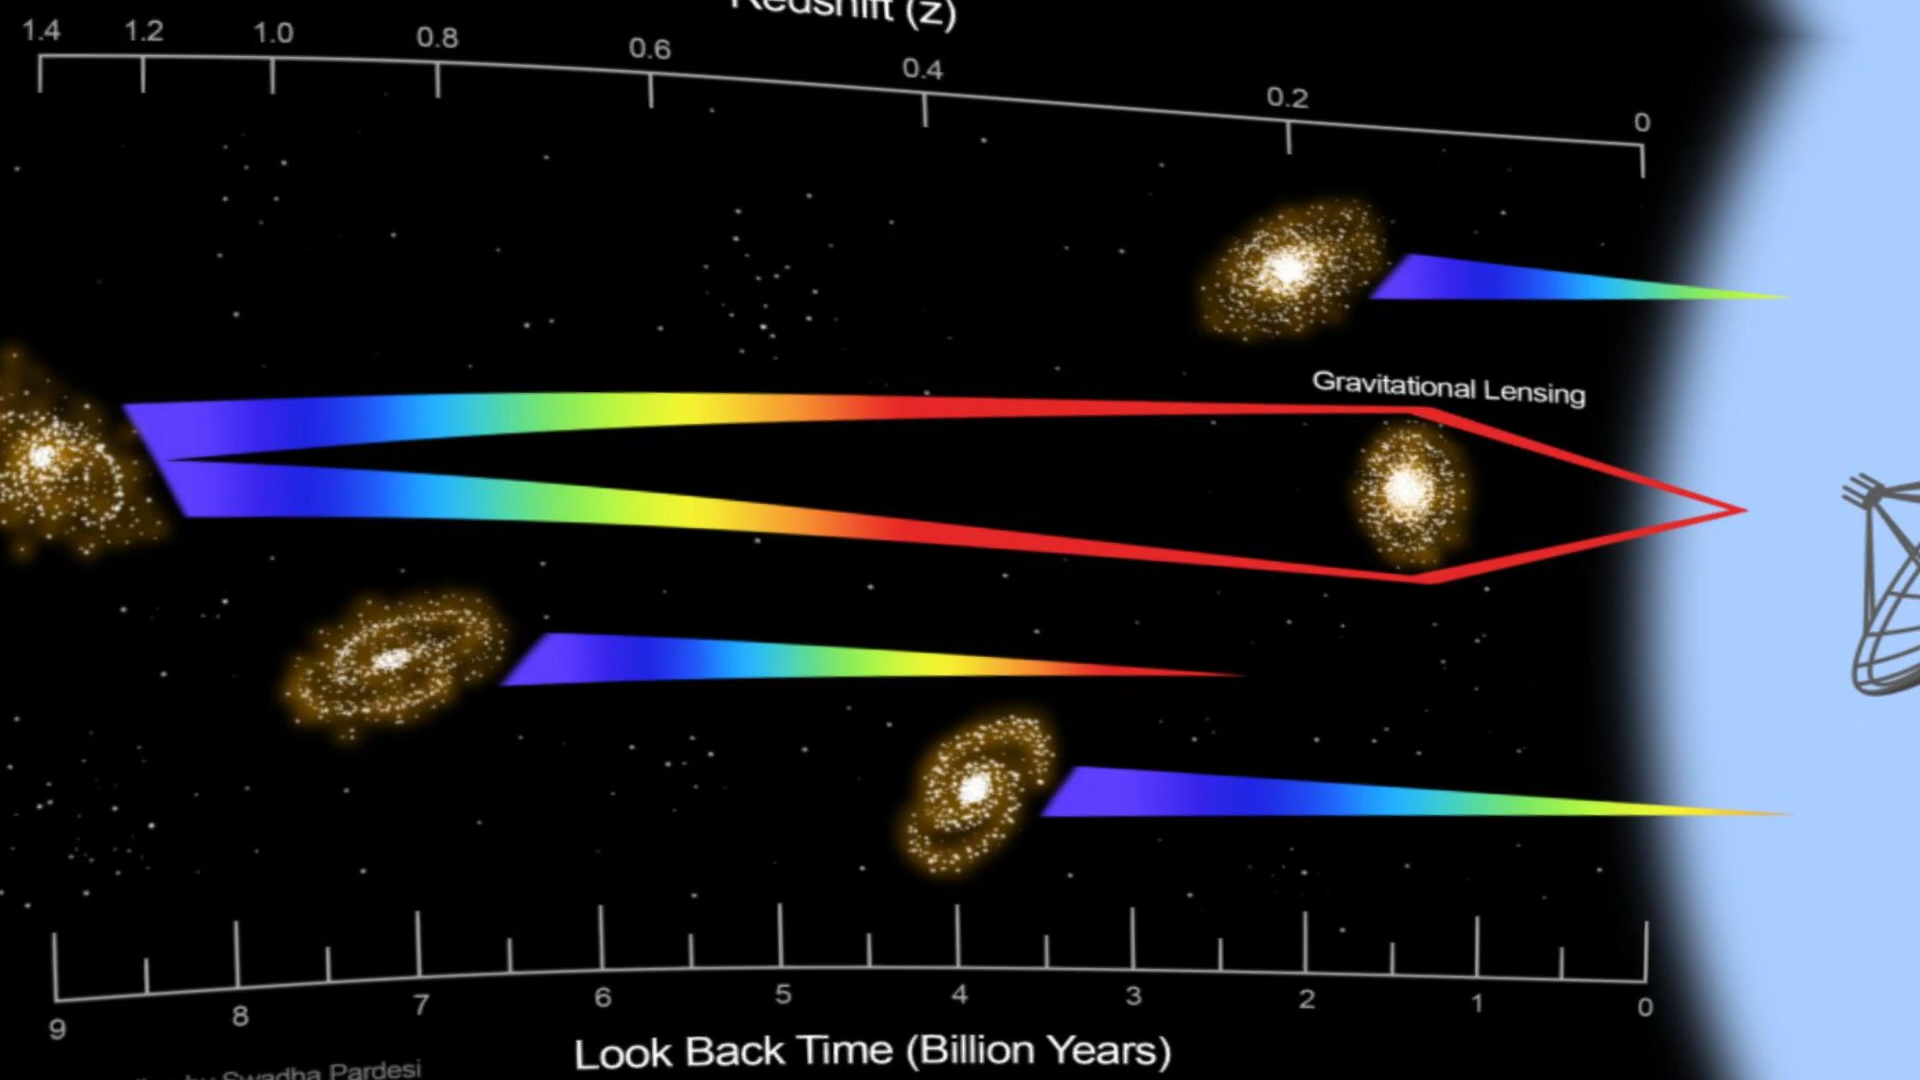 Redshift (z)
1.4 1.2 1.0 0.8 0.6 0.4 0.2 0
Gravitational Lensing
9 8 7 6 5 4 3 2 1 0
Look Back Time (Billion Years)
by Swadha Pardesi